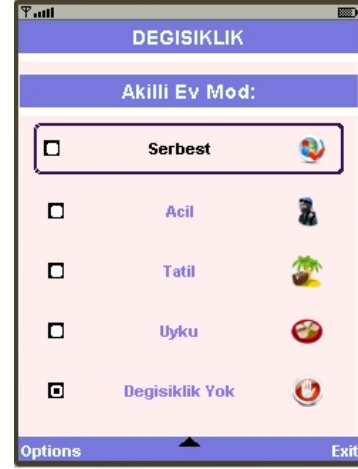 DEGISIKLIK
Akilli Ev Mod:
Serbest
Acil
Tatil
Uyku
Degisiklik Yok
Options Exit